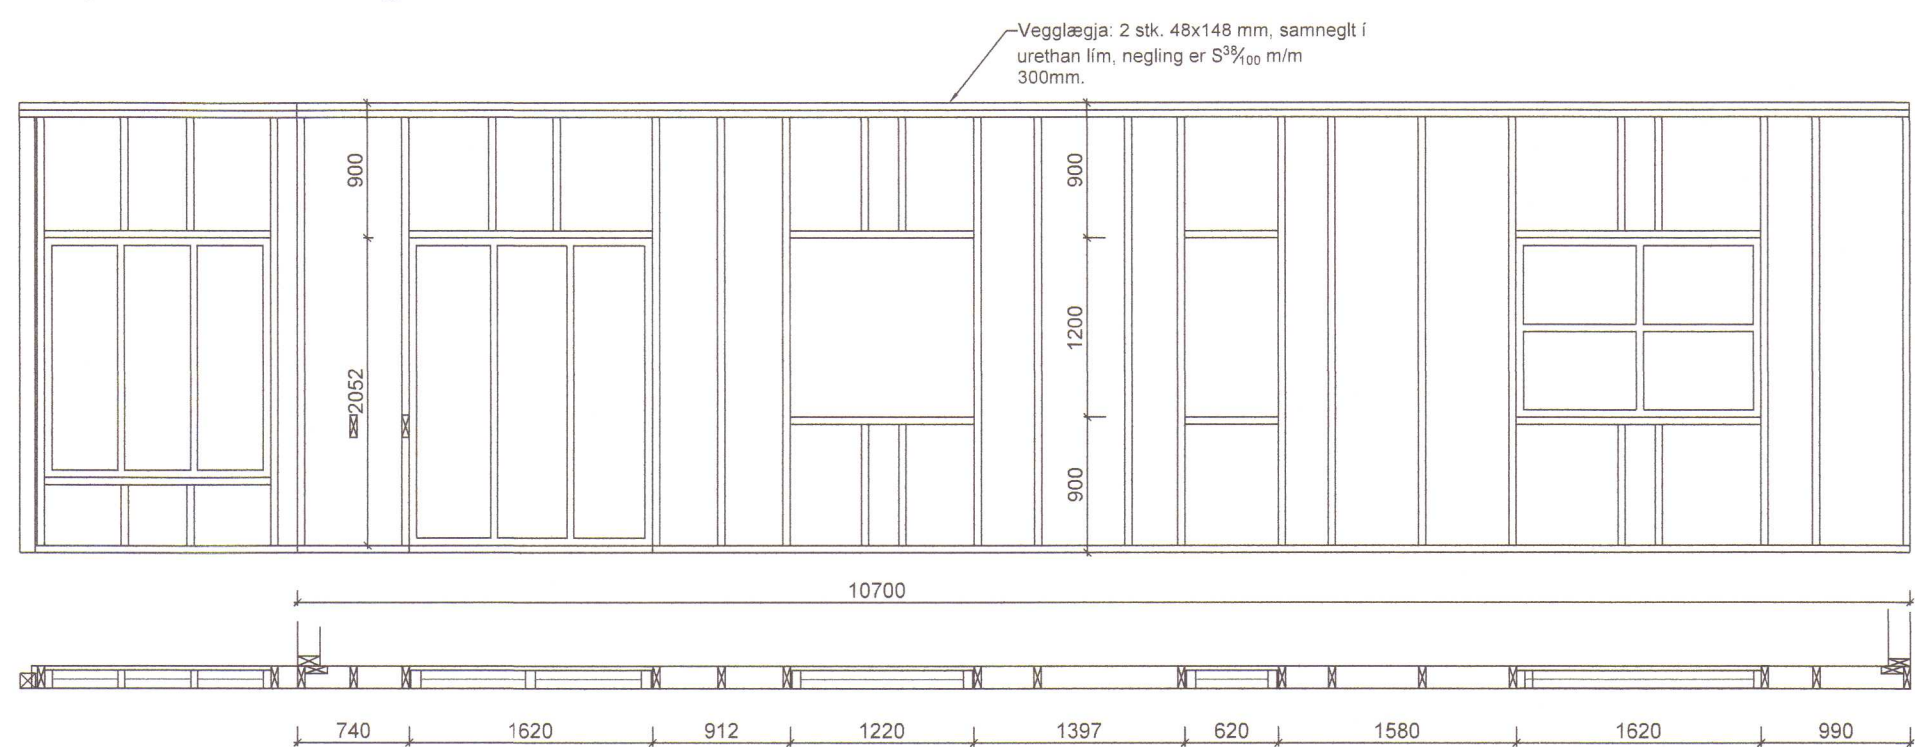 Vegglægja: 2 stk. 48x148 mm, samneglt í
urethan lím, negling er S38/100 m/m
300mm.
900
900
2052
1200
900
10700
740 1620 912 1220 1397 620 1580 1620 990